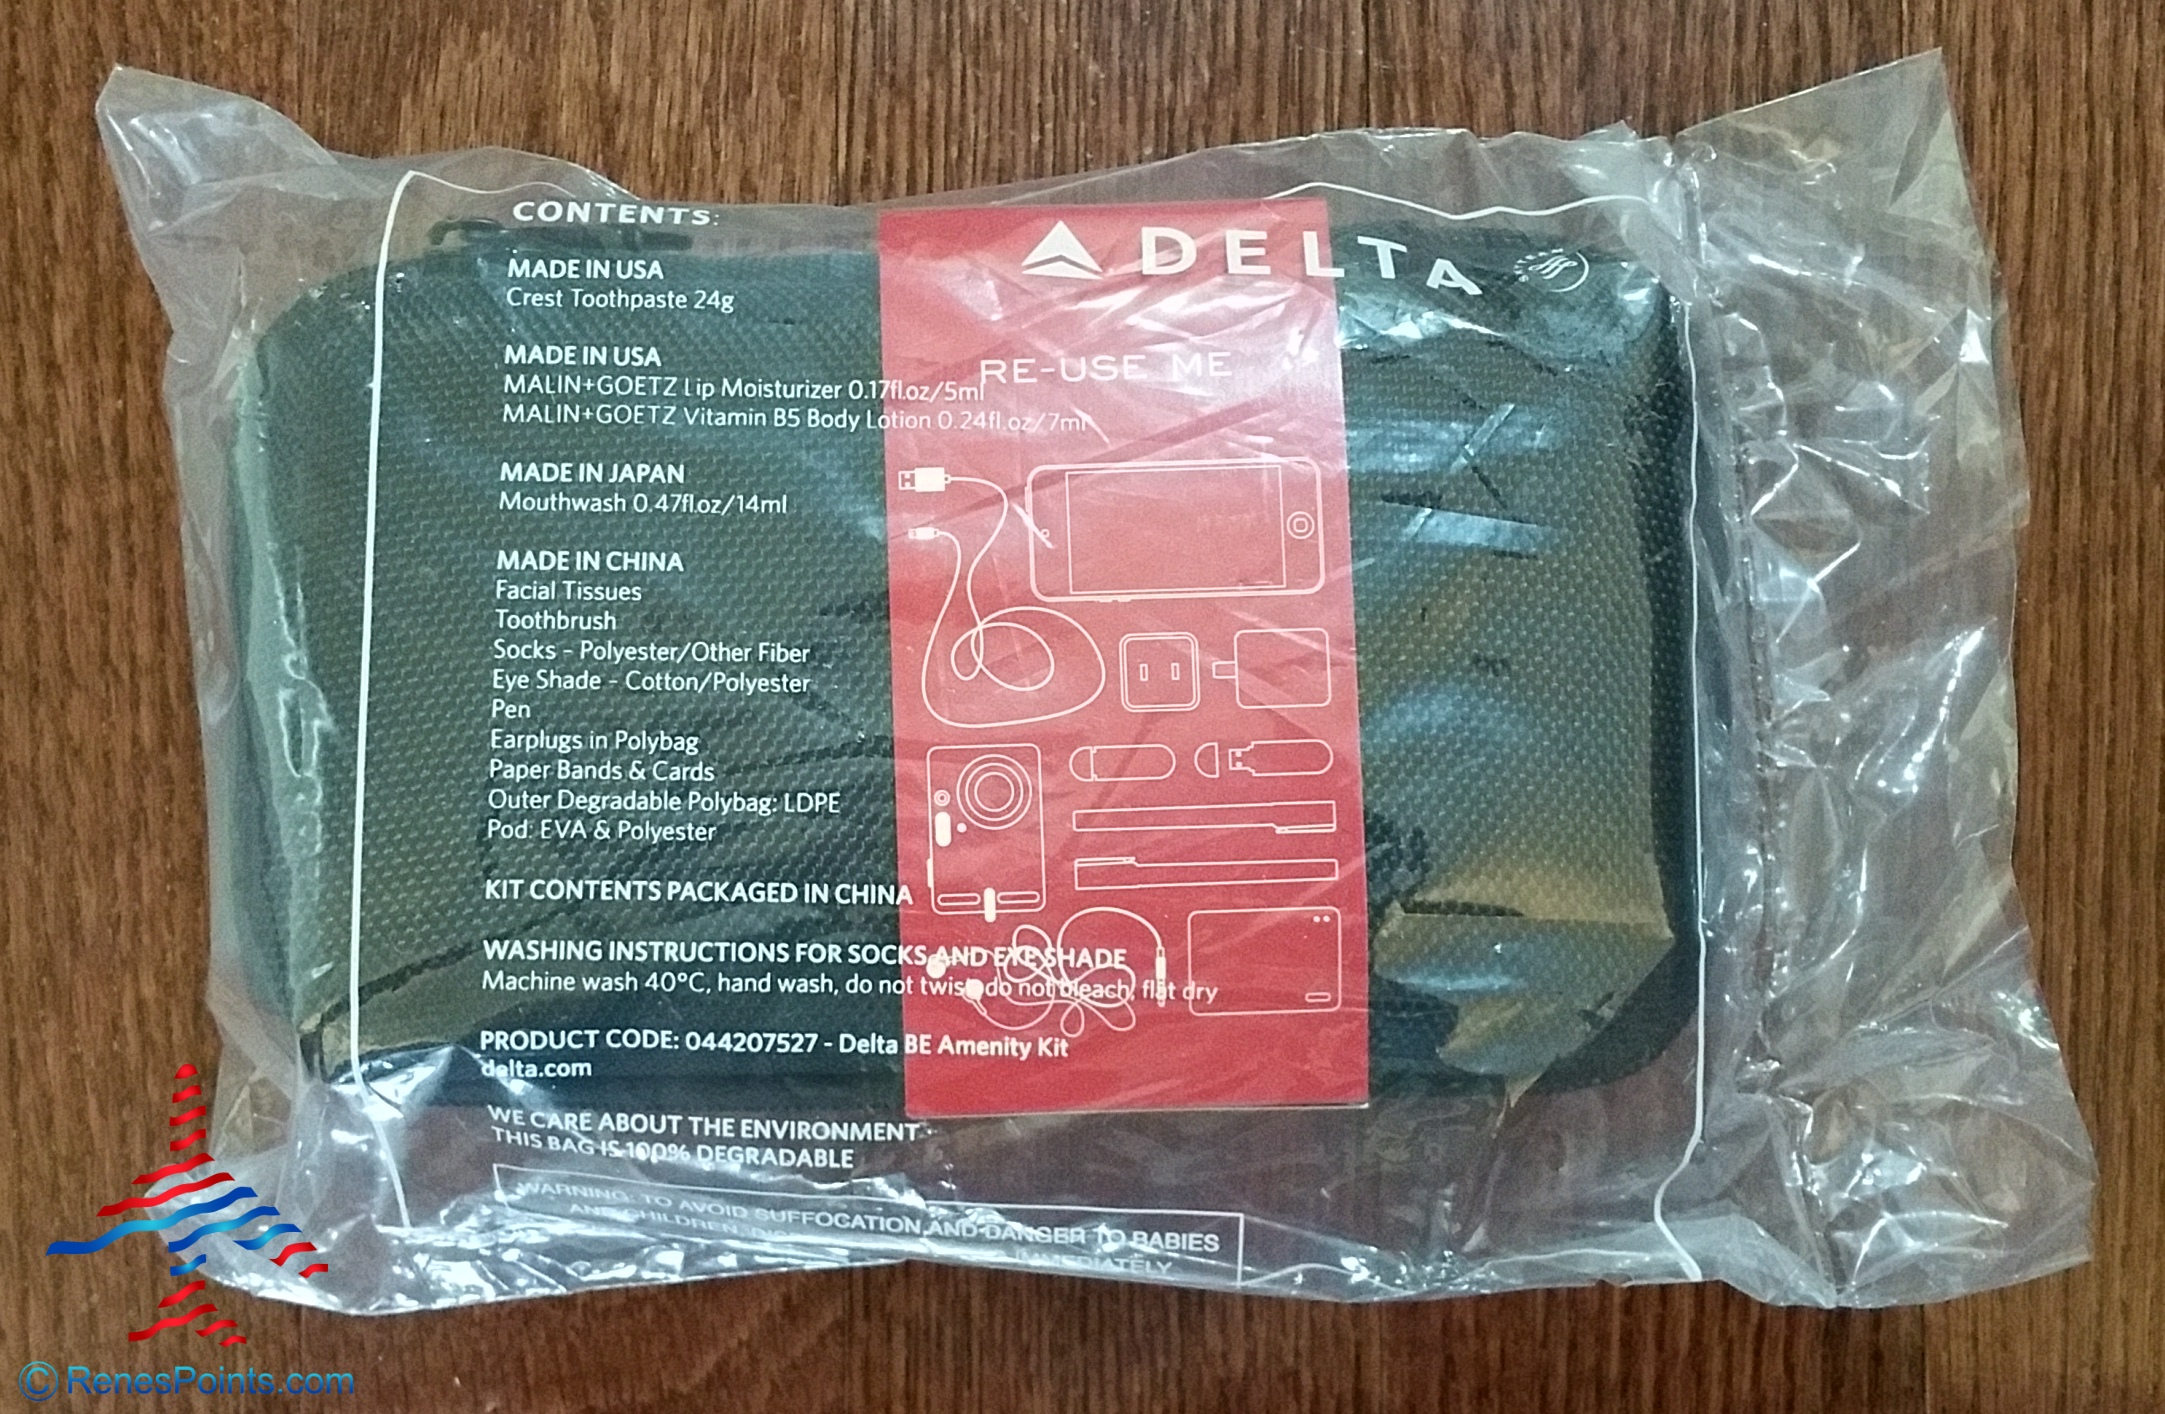 CONTENTS:
DELTA
MADE IN USA
Crest Toothpaste 24g
RE-USE ME
MADE IN USA
MALIN+GOETZ Lip Moisturizer 0.17fl.oz/5ml
MALIN+GOETZ Vitamin B5 Body Lotion 0.24fl.oz/7ml
MADE IN JAPAN
Mouthwash 0.47fl.oz/14ml
MADE IN CHINA
Facial Tissues
Toothbrush
Socks - Polyester/Other Fiber
Eye Shade - Cotton/Polyester
Pen
Earplugs in Polybag
Paper Bands & Cards
Outer Degradable Polybag: LDPE
Pod: EVA & Polyester
KIT CONTENTS PACKAGED IN CHINA
WASHING INSTRUCTIONS FOR SOCKS AND EYE SHADE
Machine wash 40°C, hand wash, do not twist, do not bleach, flat dry
PRODUCT CODE: 044207527 - Delta BE Amenity Kit
delta.com
WE CARE ABOUT THE ENVIRONMENT
THIS BAG IS 100% DEGRADABLE
WARNING: TO AVOID SUFFOCATION AND DANGER TO BABIES
AND CHILDREN IMMEDIATELY
© RenesPoints.com